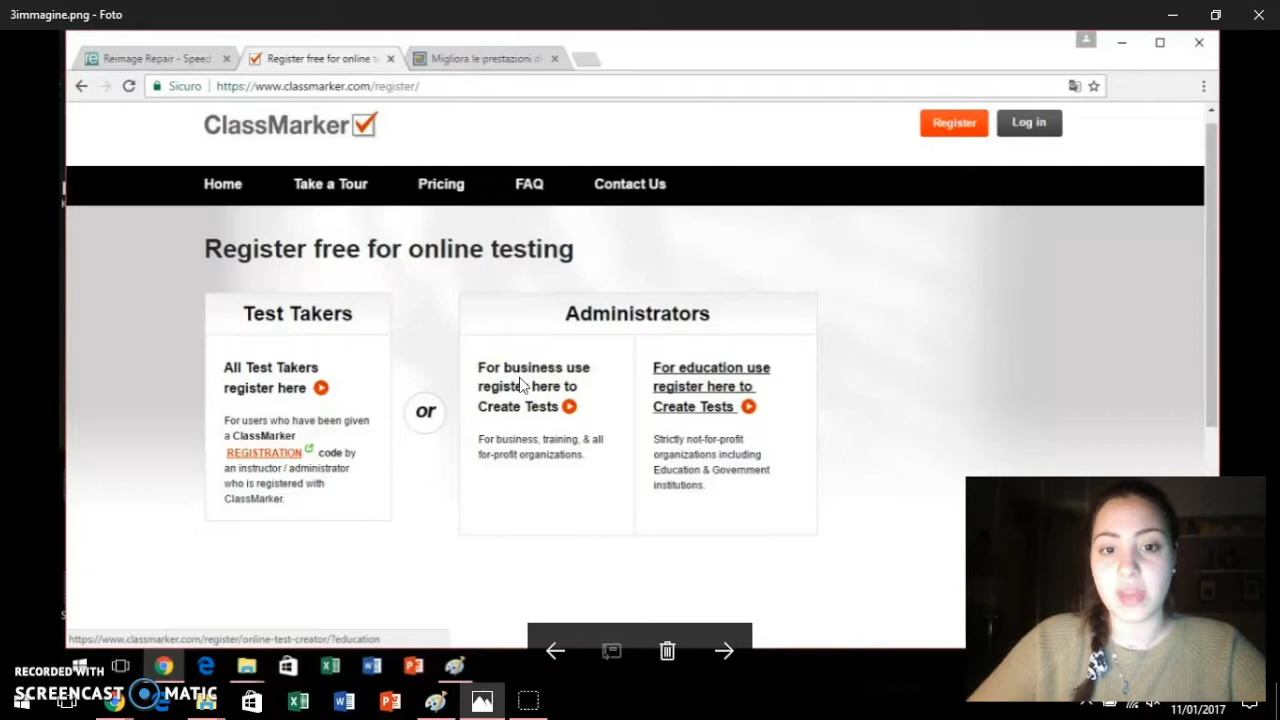 3immagine.png - Foto
Reimage Repair - Speed
Register free for online t
Migliora le prestazioni d
Sicuro
https://www.classmarker.com/register/
ClassMarker
Register
Log in
Home
Take a Tour
Pricing
FAQ
Contact Us
Register free for online testing
Test Takers
All Test Takers
register here
For users who have been given
a ClassMarker
REGISTRATION code by
an instructor / administrator
who is registered with
ClassMarker.
or
Administrators
For business use
register here to
Create Tests
For business, training, & all
for-profit organizations.
For education use
register here to
Create Tests
Strictly not-for-profit
organizations including
Education & Government
institutions.
https://www.classmarker.com/register/online-test-creator/?education
RECORDED WITH
SCREENCAST MATIC
11/01/2017